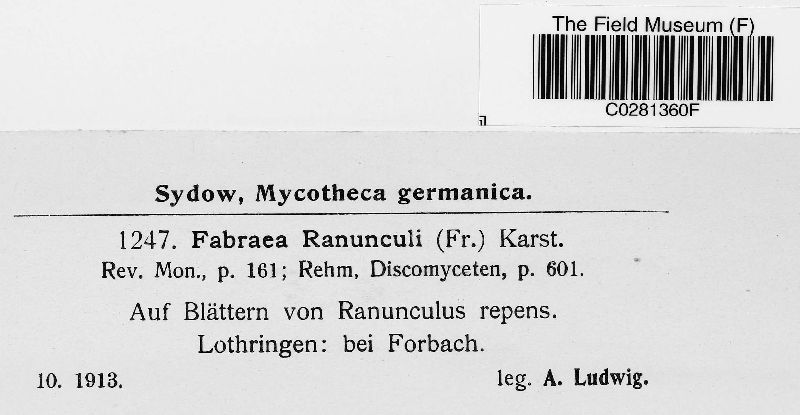 The Field Museum (F)
C0281360F
Sydow, Mycotheca germanica.
1247. Fabraea Ranunculi (Fr.) Karst.
Rev. Mon., p. 161; Rehm, Discomyceten, p. 601.
Auf Blättern von Ranunculus repens.
Lothringen: bei Forbach.
10. 1913. leg. A. Ludwig.